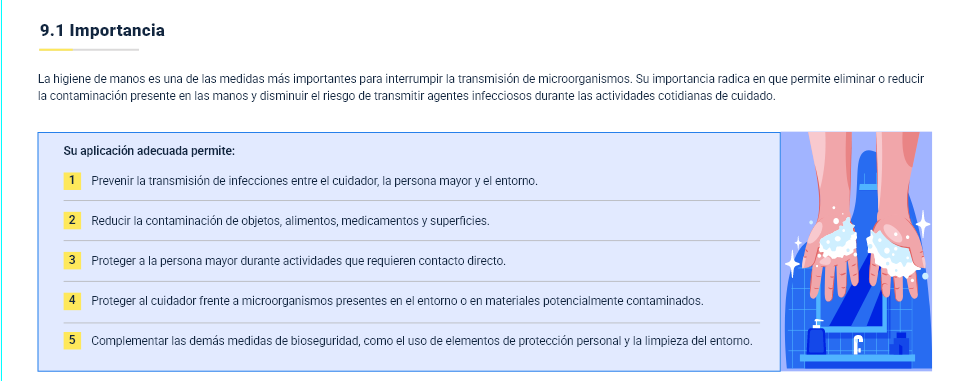 9.1 Importancia
La higiene de manos es una de las medidas más importantes para interrumpir la transmisión de microorganismos. Su importancia radica en que permite eliminar o reducir
la contaminación presente en las manos y disminuir el riesgo de transmitir agentes infecciosos durante las actividades cotidianas de cuidado.
Su aplicación adecuada permite:
1 Prevenir la transmisión de infecciones entre el cuidador, la persona mayor y el entorno.
2 Reducir la contaminación de objetos, alimentos, medicamentos y superficies.
3 Proteger a la persona mayor durante actividades que requieren contacto directo.
4 Proteger al cuidador frente a microorganismos presentes en el entorno o en materiales potencialmente contaminados.
5 Complementar las demás medidas de bioseguridad, como el uso de elementos de protección personal y la limpieza del entorno.